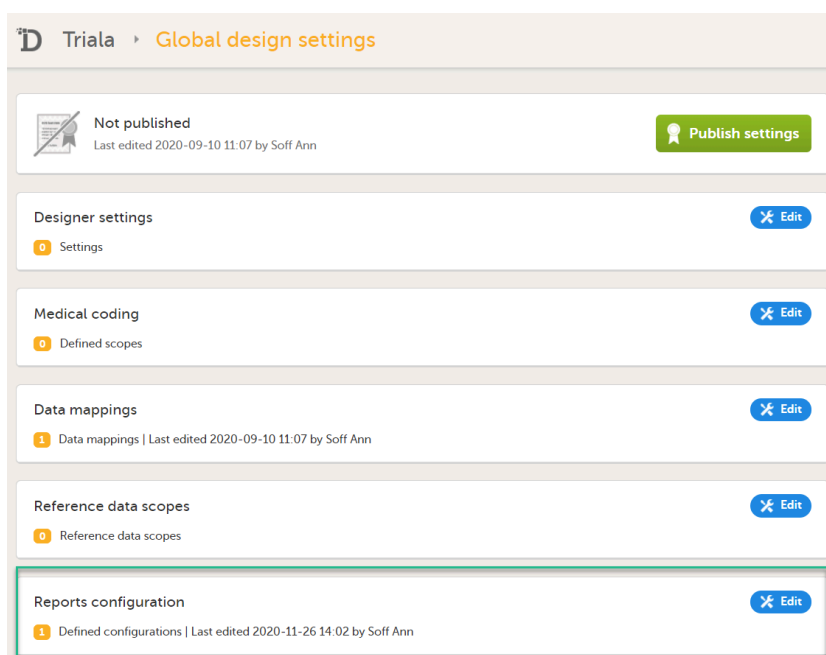 D Triala Global design settings
Not published
Last edited 2020-09-10 11:07 by Soff Ann
Publish settings
Designer settings
Edit
0 Settings
Medical coding
Edit
0 Defined scopes
Data mappings
Edit
1 Data mappings | Last edited 2020-09-10 11:07 by Soff Ann
Reference data scopes
Edit
0 Reference data scopes
Reports configuration
Edit
1 Defined configurations | Last edited 2020-11-26 14:02 by Soff Ann